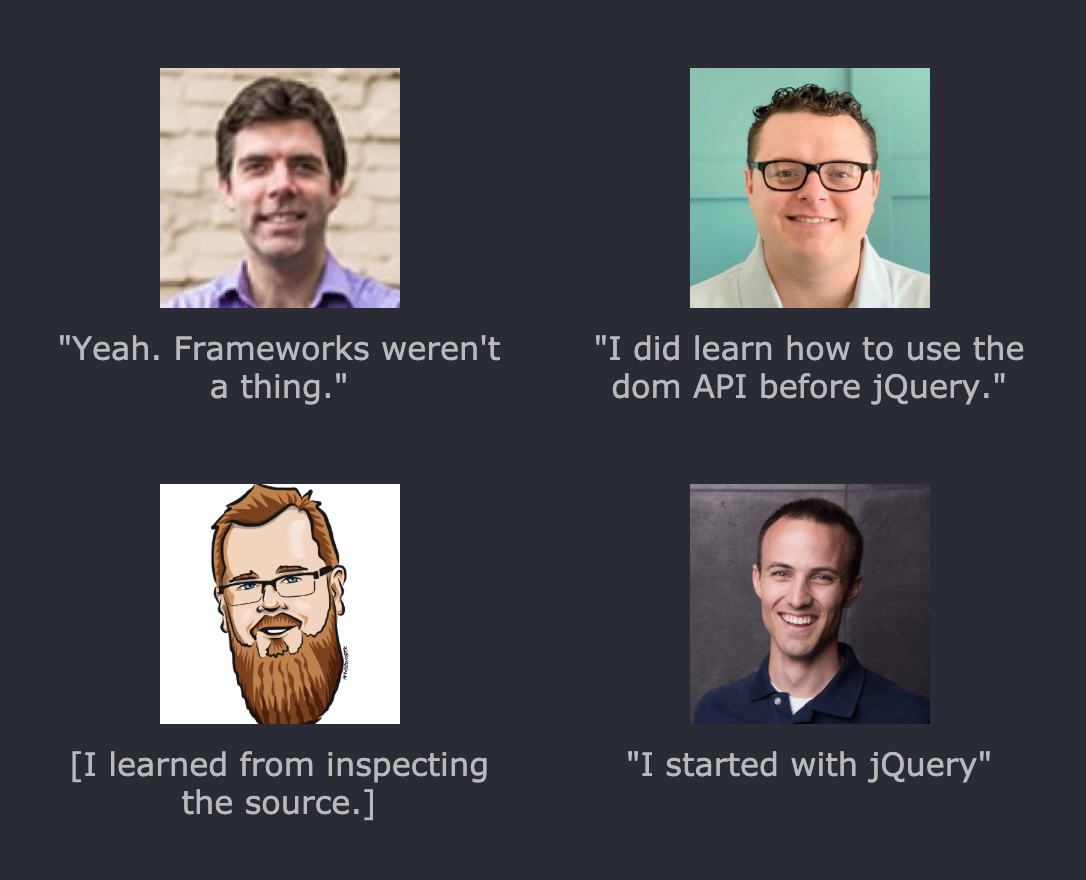 "Yeah. Frameworks weren't
a thing."
"I did learn how to use the
dom API before jQuery."
[I learned from inspecting
the source.]
"I started with jQuery"